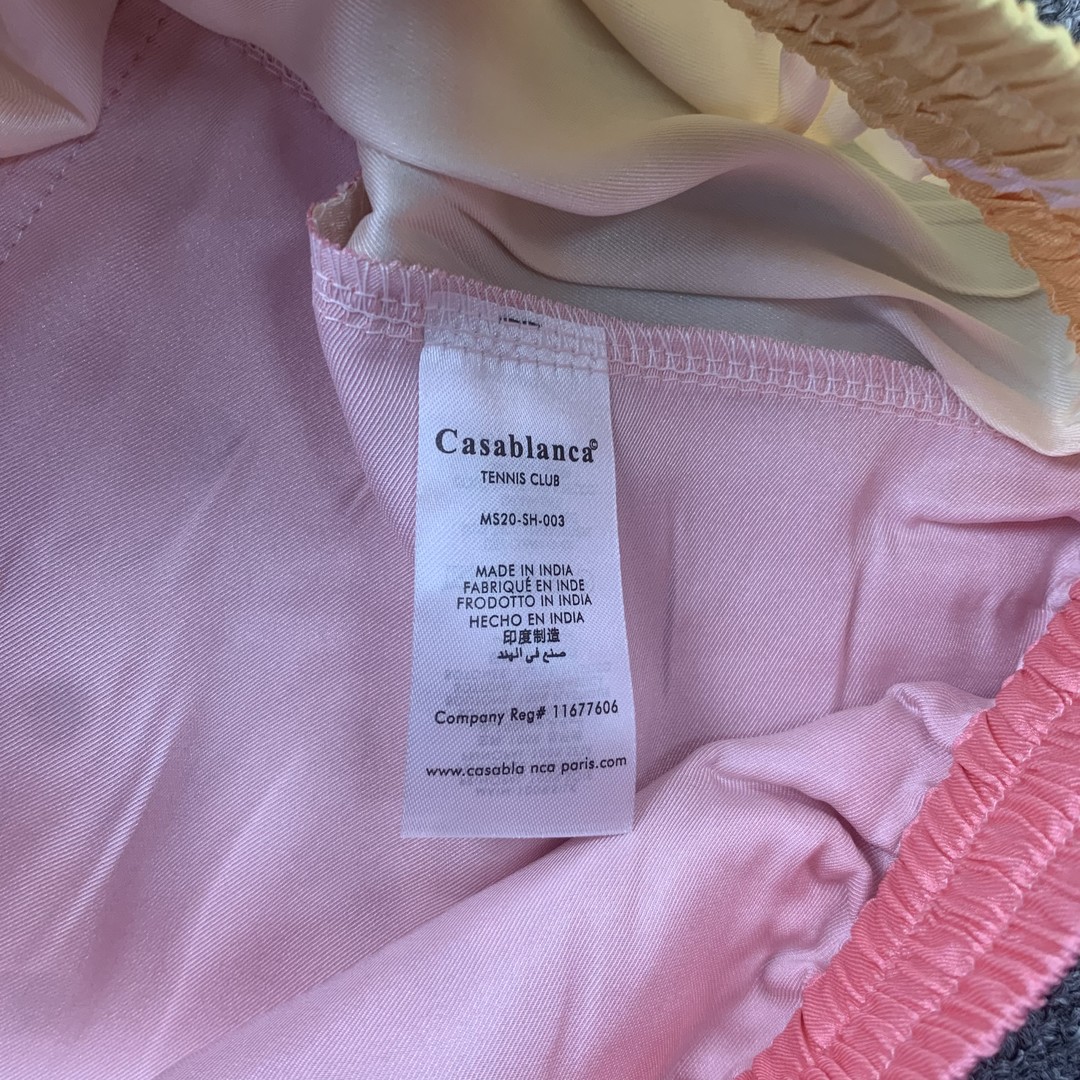 Casablanca©
TENNIS CLUB
MS20-SH-003
MADE IN INDIA
FABRIQUÉ EN INDE
FRODOTTO IN INDIA
HECHO EN INDIA
印度制造
صنع في الهند
Company Reg# 11677606
www.casabla nca paris.com